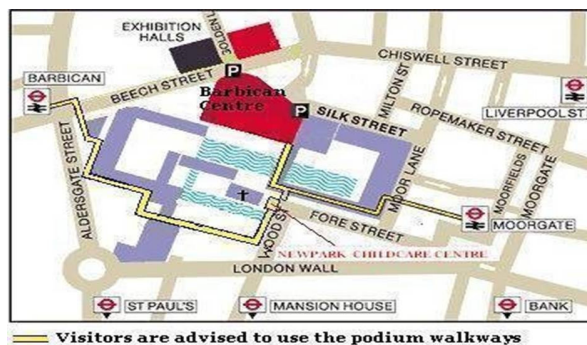 EXHIBITION
HALLS
GOLDEN L
P
CHISWELL STREET
BARBICAN
BEECH STREET
Barbican
Centre
P
SILK STREET
MILTON ST
ROPEMAKER STREET
LIVERPOOL ST
ALDERSGATE STREET
MOOR LANE
MOORFIELDS
MOORGATE
MOORGATE
WOOD S
FORE STREET
NEWPARK CHILDCARE CENTRE
LONDON WALL
ST PAUL'S
MANSION HOUSE
BANK
Visitors are advised to use the podium walkways